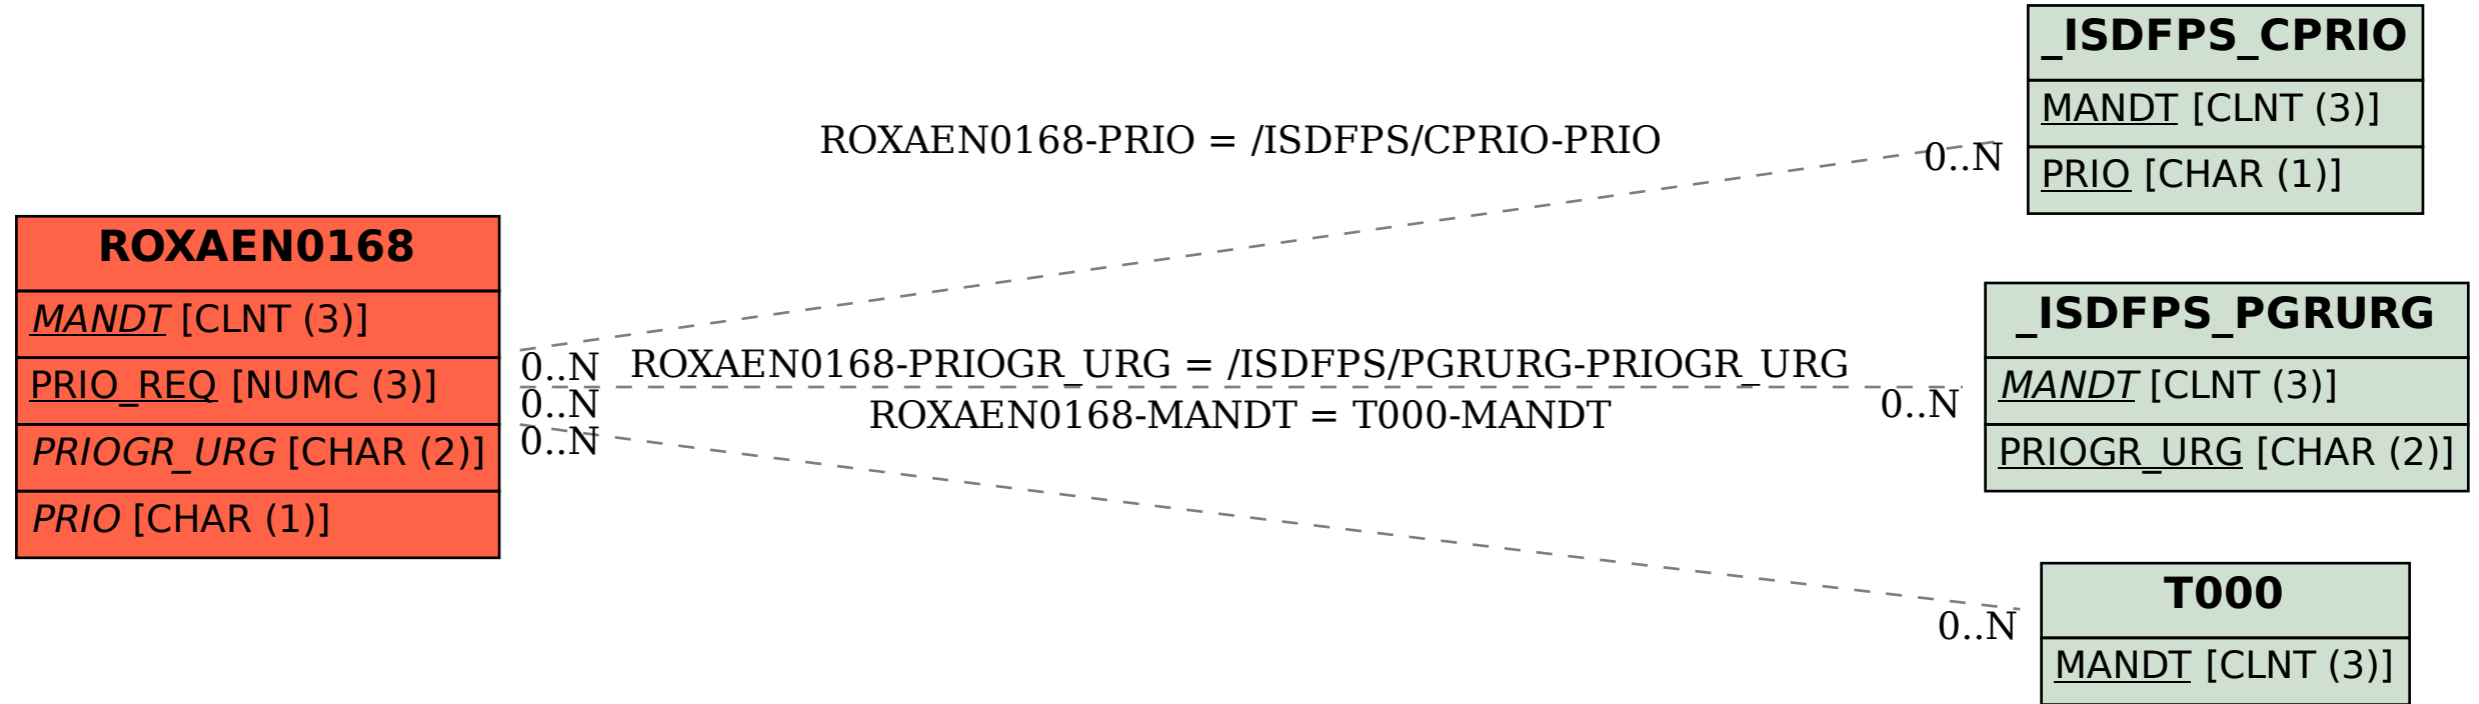 ROXAEN0168
MANDT [CLNT (3)]
PRIO_REQ [NUMC (3)]
PRIOGR_URG [CHAR (2)]
PRIO [CHAR (1)]
ROXAEN0168-PRIO = /ISDFPS/CPRIO-PRIO
0..N
0..N
ROXAEN0168-PRIOGR_URG = /ISDFPS/PGRURG-PRIOGR_URG
0..N
0..N
ROXAEN0168-MANDT = T000-MANDT
0..N
0..N
_ISDFPS_CPRIO
MANDT [CLNT (3)]
PRIO [CHAR (1)]
_ISDFPS_PGRURG
MANDT [CLNT (3)]
PRIOGR_URG [CHAR (2)]
T000
MANDT [CLNT (3)]